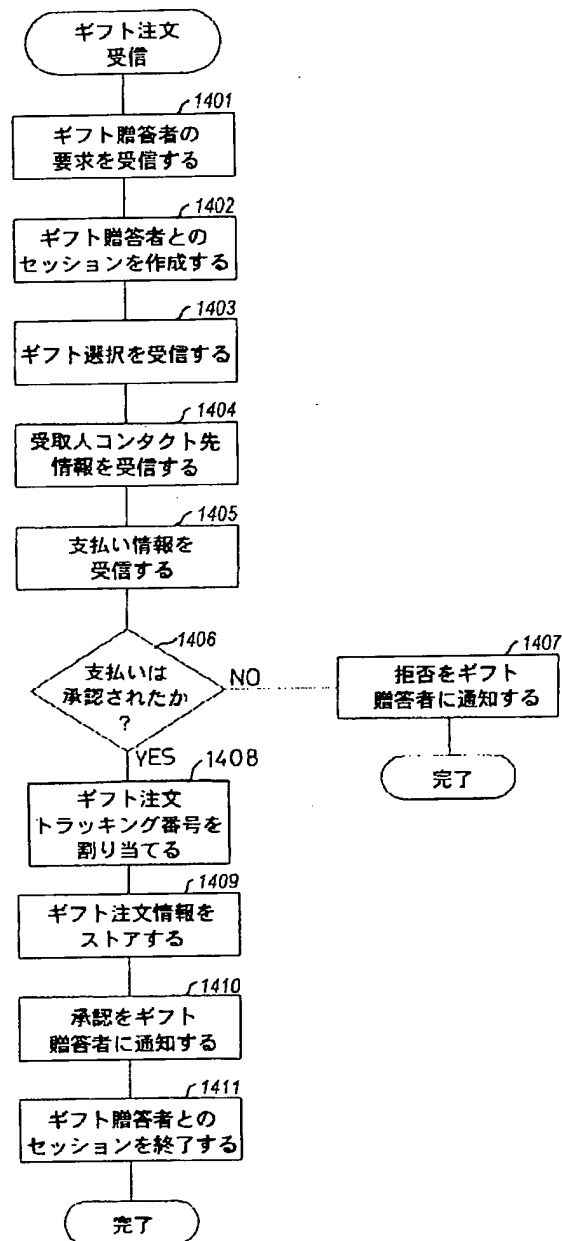 ギフト注文
受信
1401
ギフト贈答者の
要求を受信する
1402
ギフト贈答者との
セッションを作成する
1403
ギフト選択を受信する
1404
受取人コンタクト先
情報を受信する
1405
支払い情報を
受信する
1406
支払いは
承認されたか
?
NO
1407
拒否をギフト
贈答者に通知する
完了
YES
1408
ギフト注文
トラッキング番号を
割り当てる
1409
ギフト注文情報を
ストアする
1410
承認をギフト
贈答者に通知する
1411
ギフト贈答者との
セッションを終了する
完了